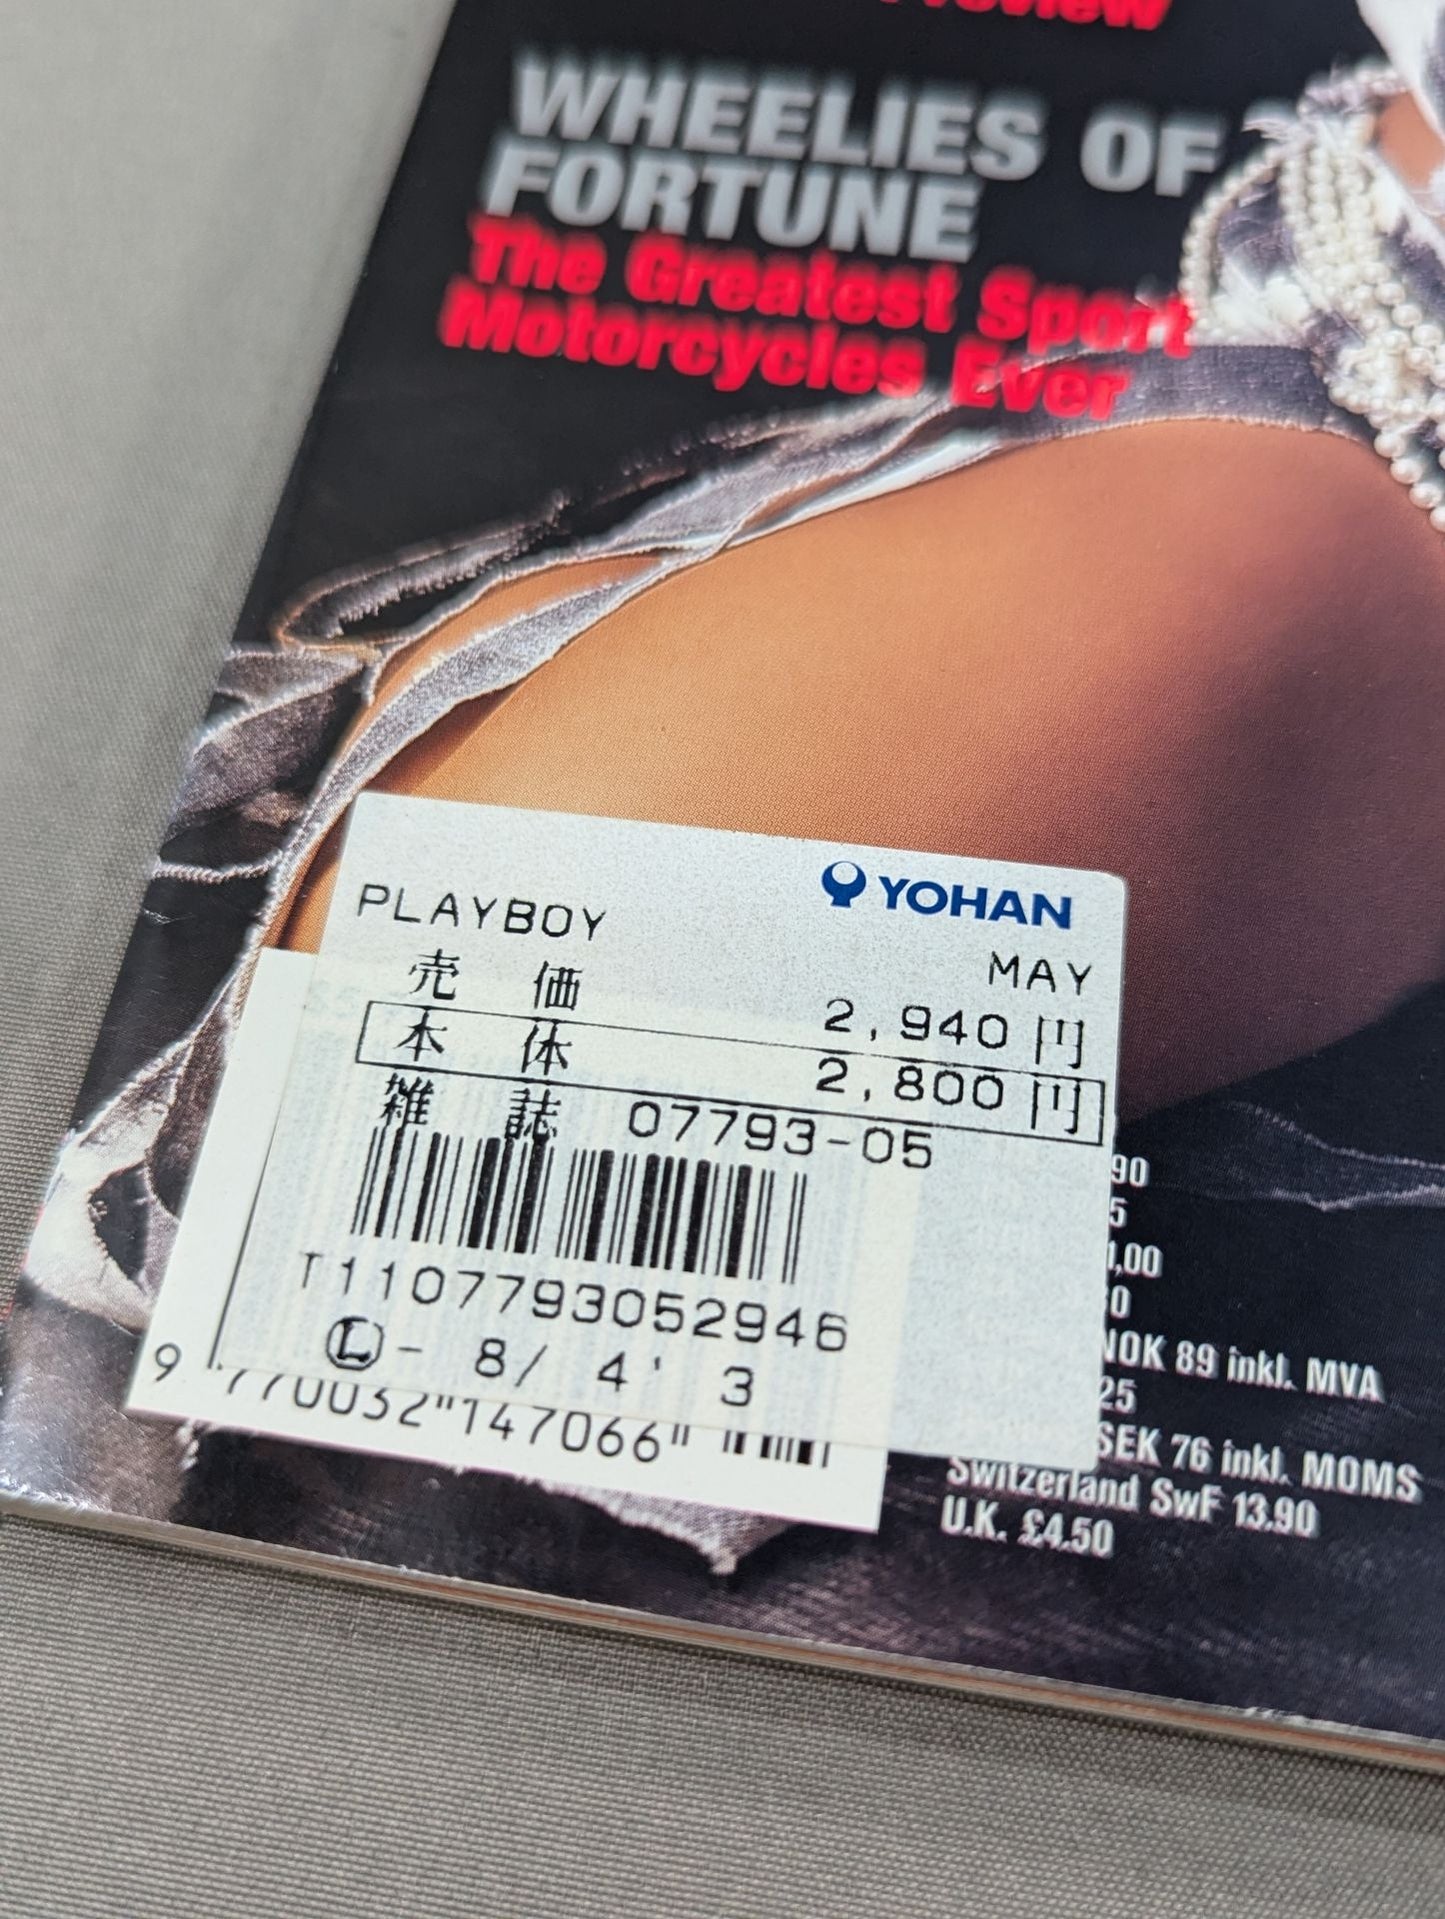 Preview
WHEELIES OF
FORTUNE
The Greatest Sport
Motorcycles Ever
YOHAN
PLAYBOY
MAY
売 価 2,940 円
本 体 2,800 円
雑 誌 07793-05
T1107793052946
Ⓛ- 8/ 4' 3
9 770032"147066"
90
5
,00
0
NOK 89 inkl. MVA
25
SEK 76 inkl. MOMS
Switzerland SwF 13.90
U.K. £4.50